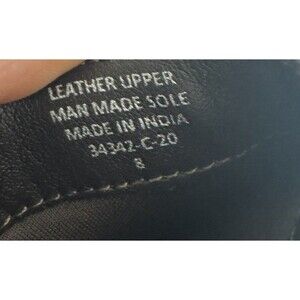 LEATHER UPPER
MAN MADE SOLE
MADE IN INDIA
34342-C-20
8